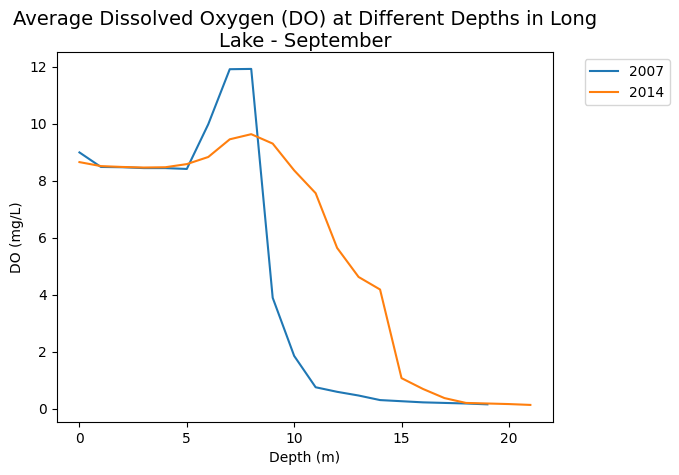 Average Dissolved Oxygen (DO) at Different Depths in Long
Lake - September
2007
2014
12
10
8
6
4
2
0
DO (mg/L)
0 5 10 15 20
Depth (m)